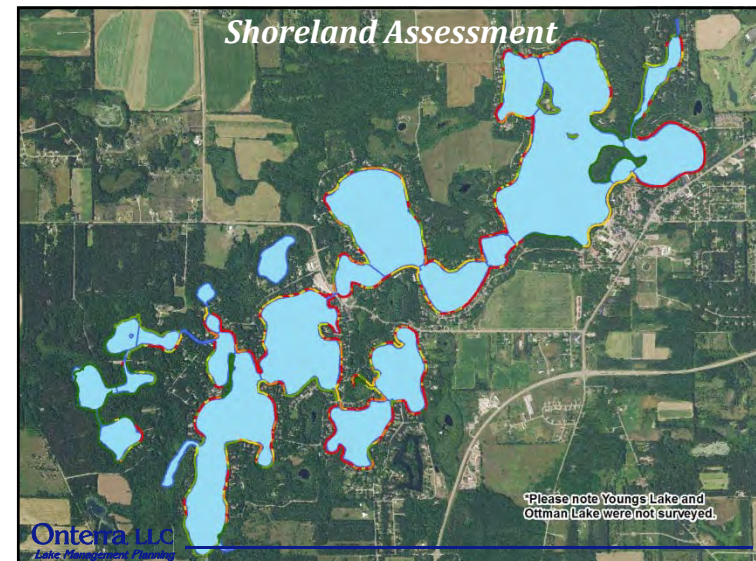 Shoreland Assessment
*Please note Youngs Lake and
Ottman Lake were not surveyed.
Onterra LLC
Lake Management Planning